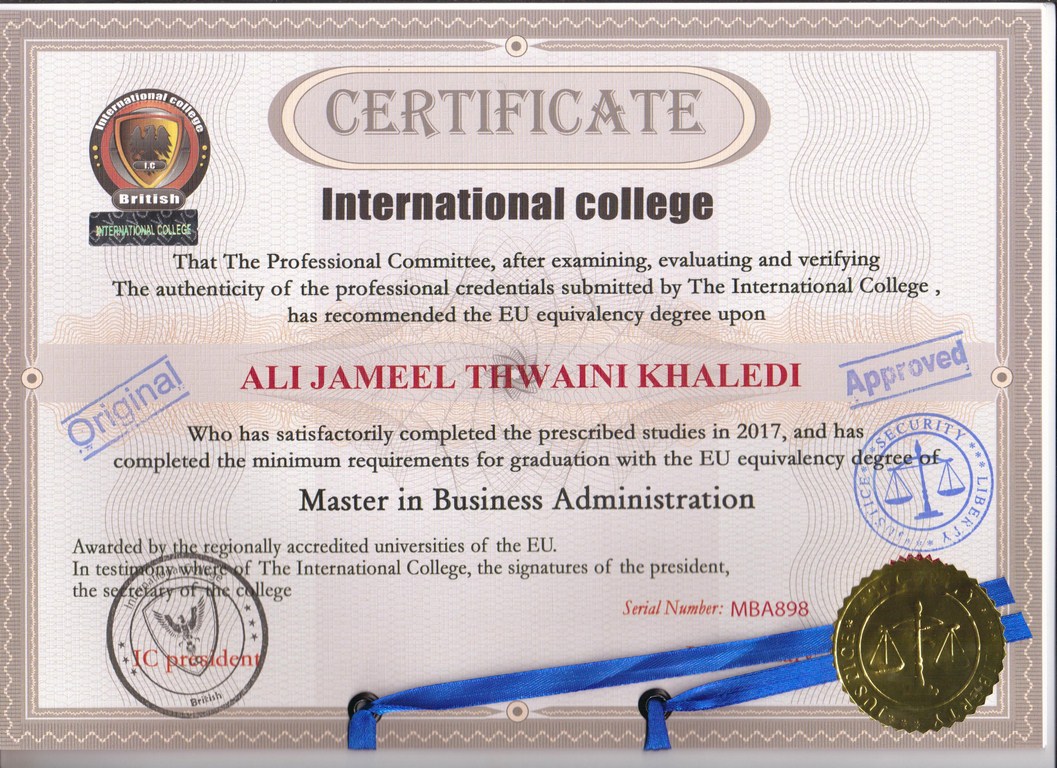 International college
CERTIFICATE
I.C
British
INTERNATIONAL COLLEGE
International college
That The Professional Committee, after examining, evaluating and verifying
The authenticity of the professional credentials submitted by The International College ,
has recommended the EU equivalency degree upon
Original
ALI JAMEEL THWAINI KHALEDI
Approved
Who has satisfactorily completed the prescribed studies in 2017, and has
completed the minimum requirements for graduation with the EU equivalency degree of
SECURITY
LIBERTY
JUSTICE
Master in Business Administration
Awarded by the regionally accredited universities of the EU.
In testimony where of The International College, the signatures of the president,
the secretary of the college
Serial Number: MBA898
International college
IC president
British
JUSTICE